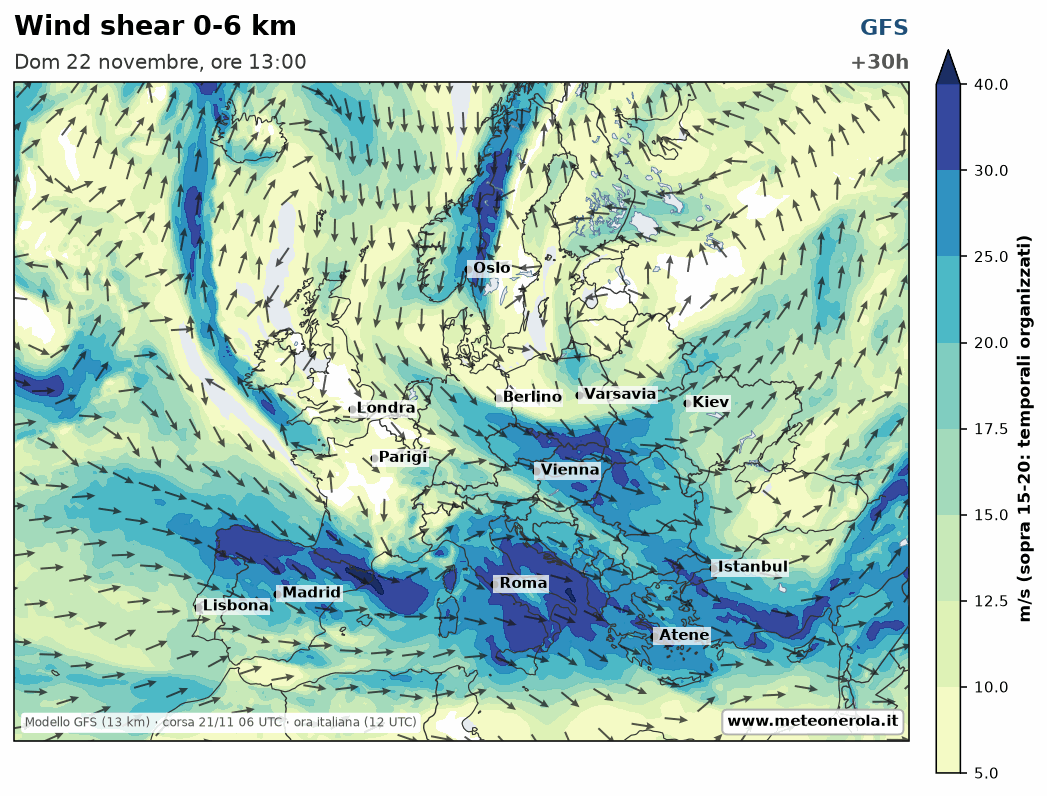 Wind shear 0-6 km
GFS
Dom 22 novembre, ore 13:00
+30h
40.0
30.0
25.0
20.0
17.5
15.0
12.5
10.0
5.0
m/s (sopra 15-20: temporali organizzati)
Oslo
Berlino
Varsavia
Kiev
Londra
Parigi
Vienna
Istanbul
Roma
Madrid
Lisbona
Atene
Modello GFS (13 km) · corsa 21/11 06 UTC · ora italiana (12 UTC)
www.meteonerola.it